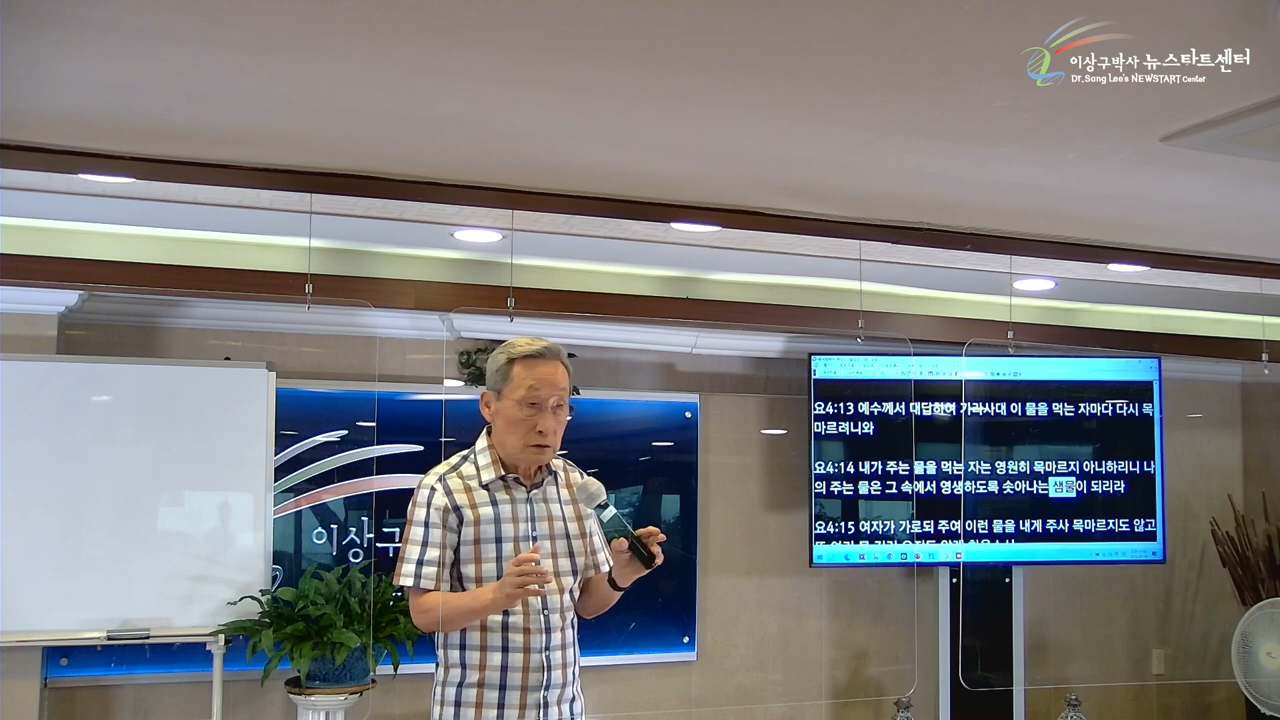 이상구박사 뉴스타트센터
Dr. Sang Lee's NEWSTART Center
이상구
요4:13 예수께서 대답하여 가라사대 이 물을 먹는 자마다 다시 목
마르려니와
요4:14 내가 주는 물을 먹는 자는 영원히 목마르지 아니하리니 나
의 주는 물은 그 속에서 영생하도록 솟아나는 샘물이 되리라
요4:15 여자가 가로되 주여 이런 물을 내게 주사 목마르지도 않고